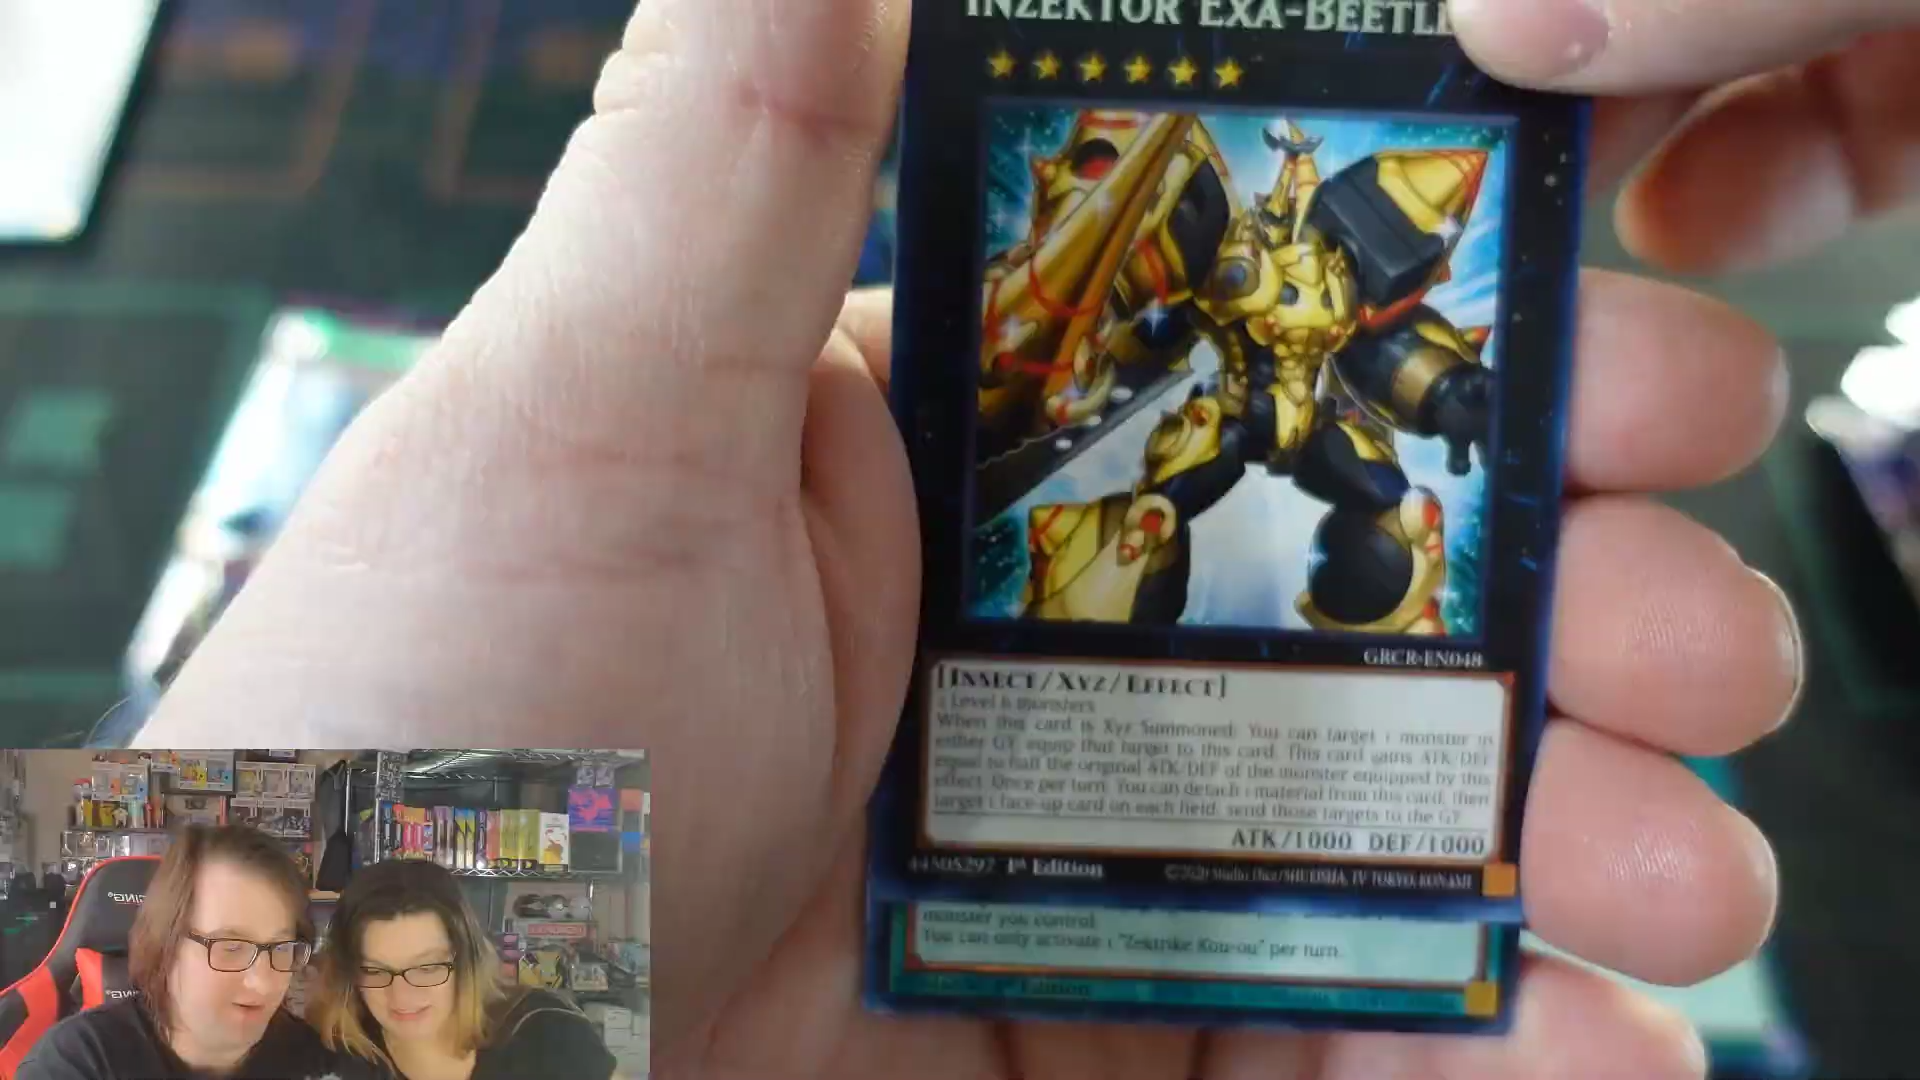 INZEKTOR EXA-BEETLE
GRCR-EN048
[INSECT/XYZ/EFFECT]
2 Level 6 monsters
When this card is Xyz Summoned: You can target 1 monster in
either GY; equip that target to this card. This card gains ATK/DEF
equal to half the original ATK/DEF of the monster equipped by this
effect. Once per turn: You can detach 1 material from this card, then
target 1 face-up card on each field; send those targets to the GY.
ATK/1000 DEF/1000
44505297 1st Edition ©2020 Studio Dice/SHUEISHA, TV TOKYO, KONAMI
monster you control.
You can only activate 1 "Zektrike Kou-ou" per turn.
1st Edition